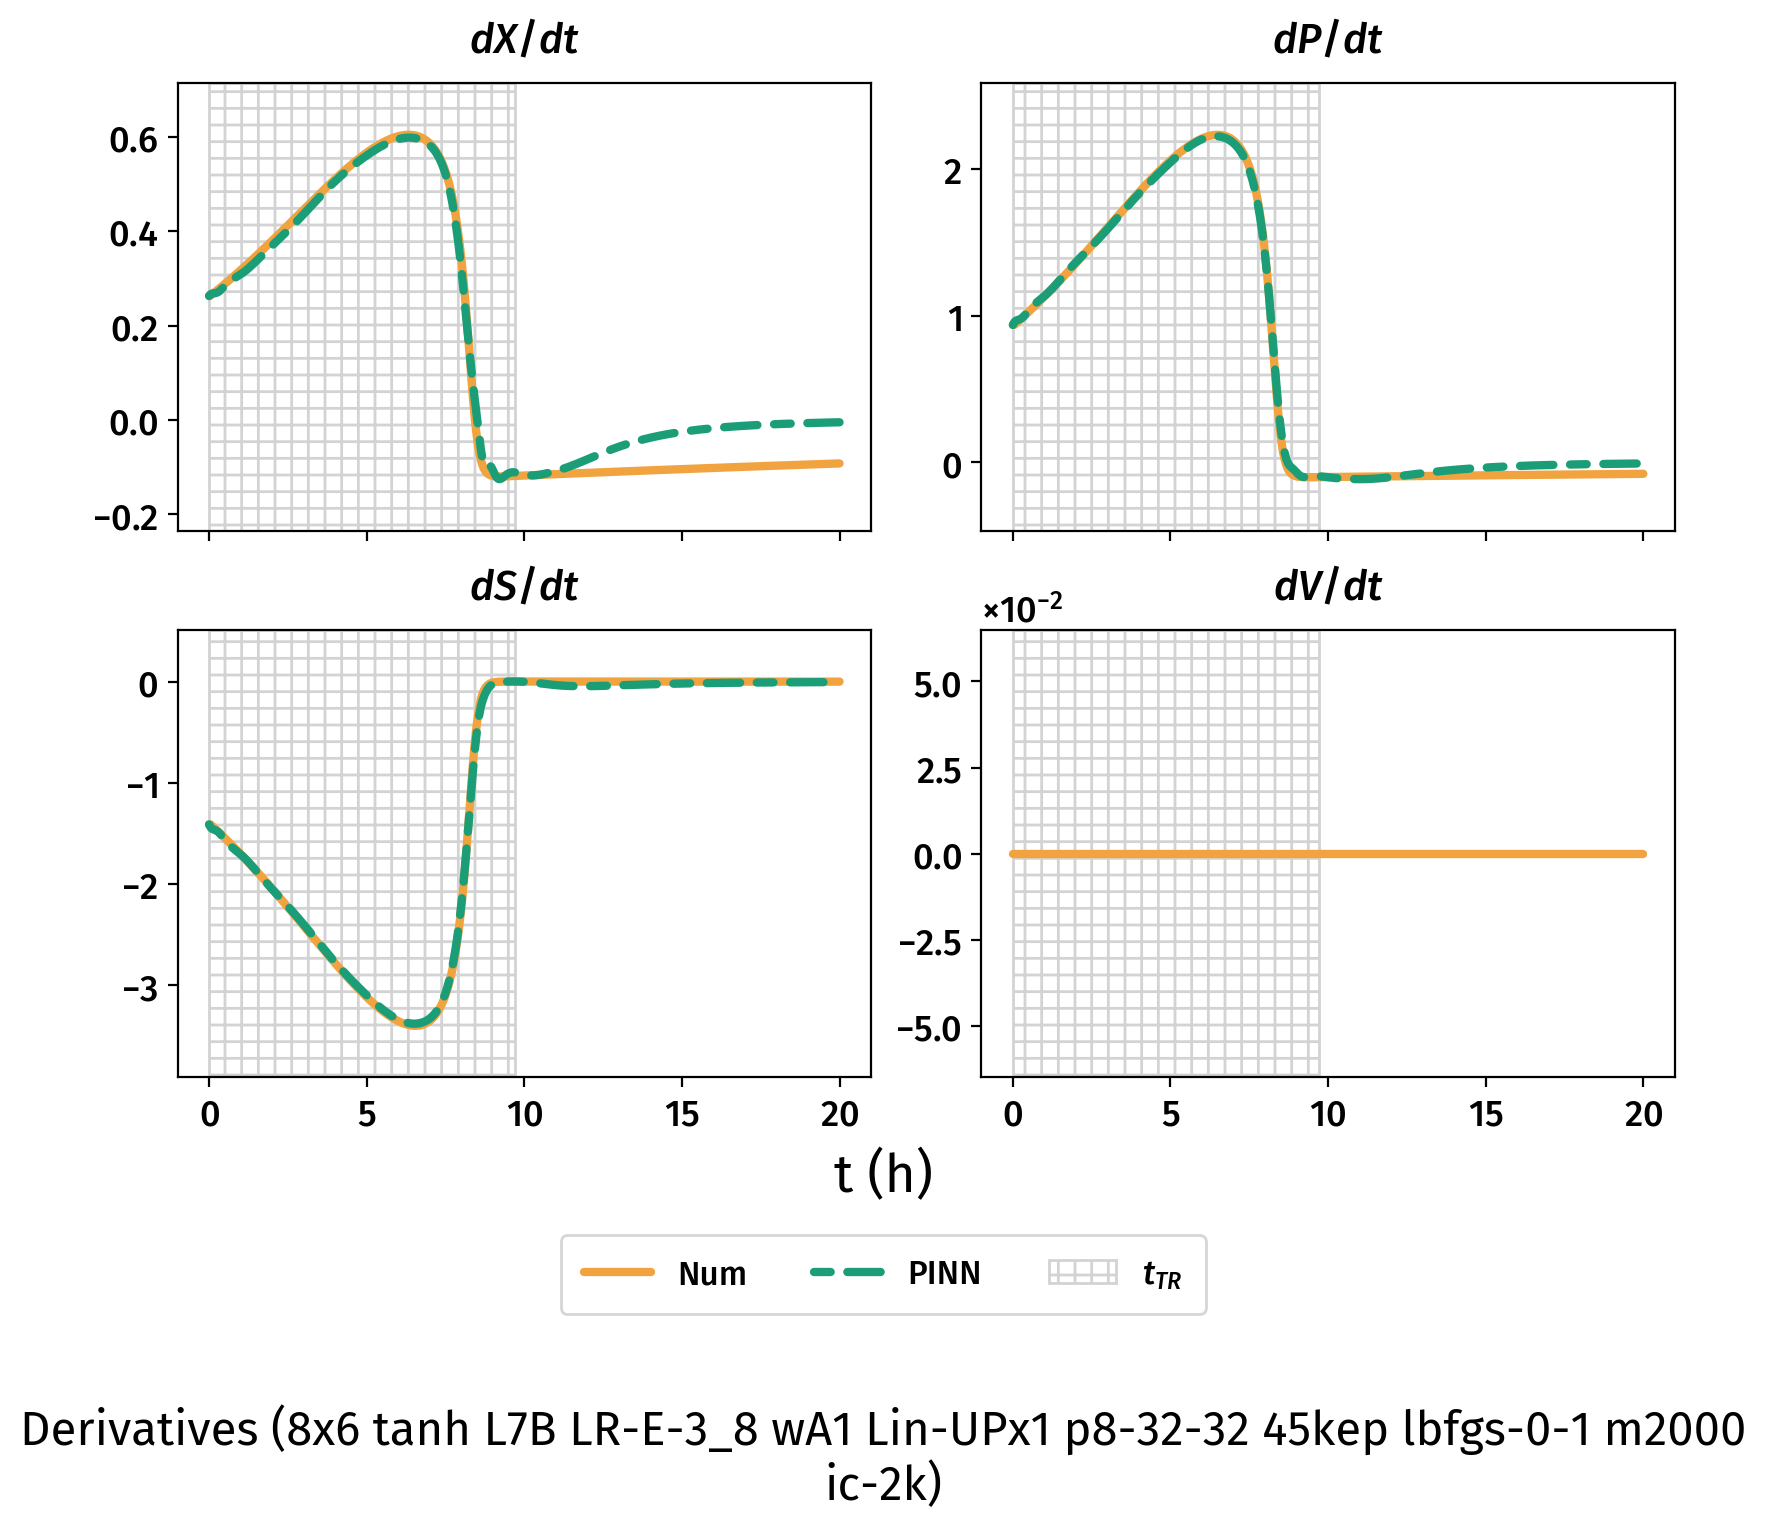 dX/dt
dP/dt
0.6
0.4
0.2
0.0
−0.2
2
1
0
dS/dt
dV/dt
×10⁻²
0
−1
−2
−3
5.0
2.5
0.0
−2.5
−5.0
0 5 10 15 20
0 5 10 15 20
t (h)
Num PINN t_TR
Derivatives (8x6 tanh L7B LR-E-3_8 wA1 Lin-UPx1 p8-32-32 45kep lbfgs-0-1 m2000
ic-2k)